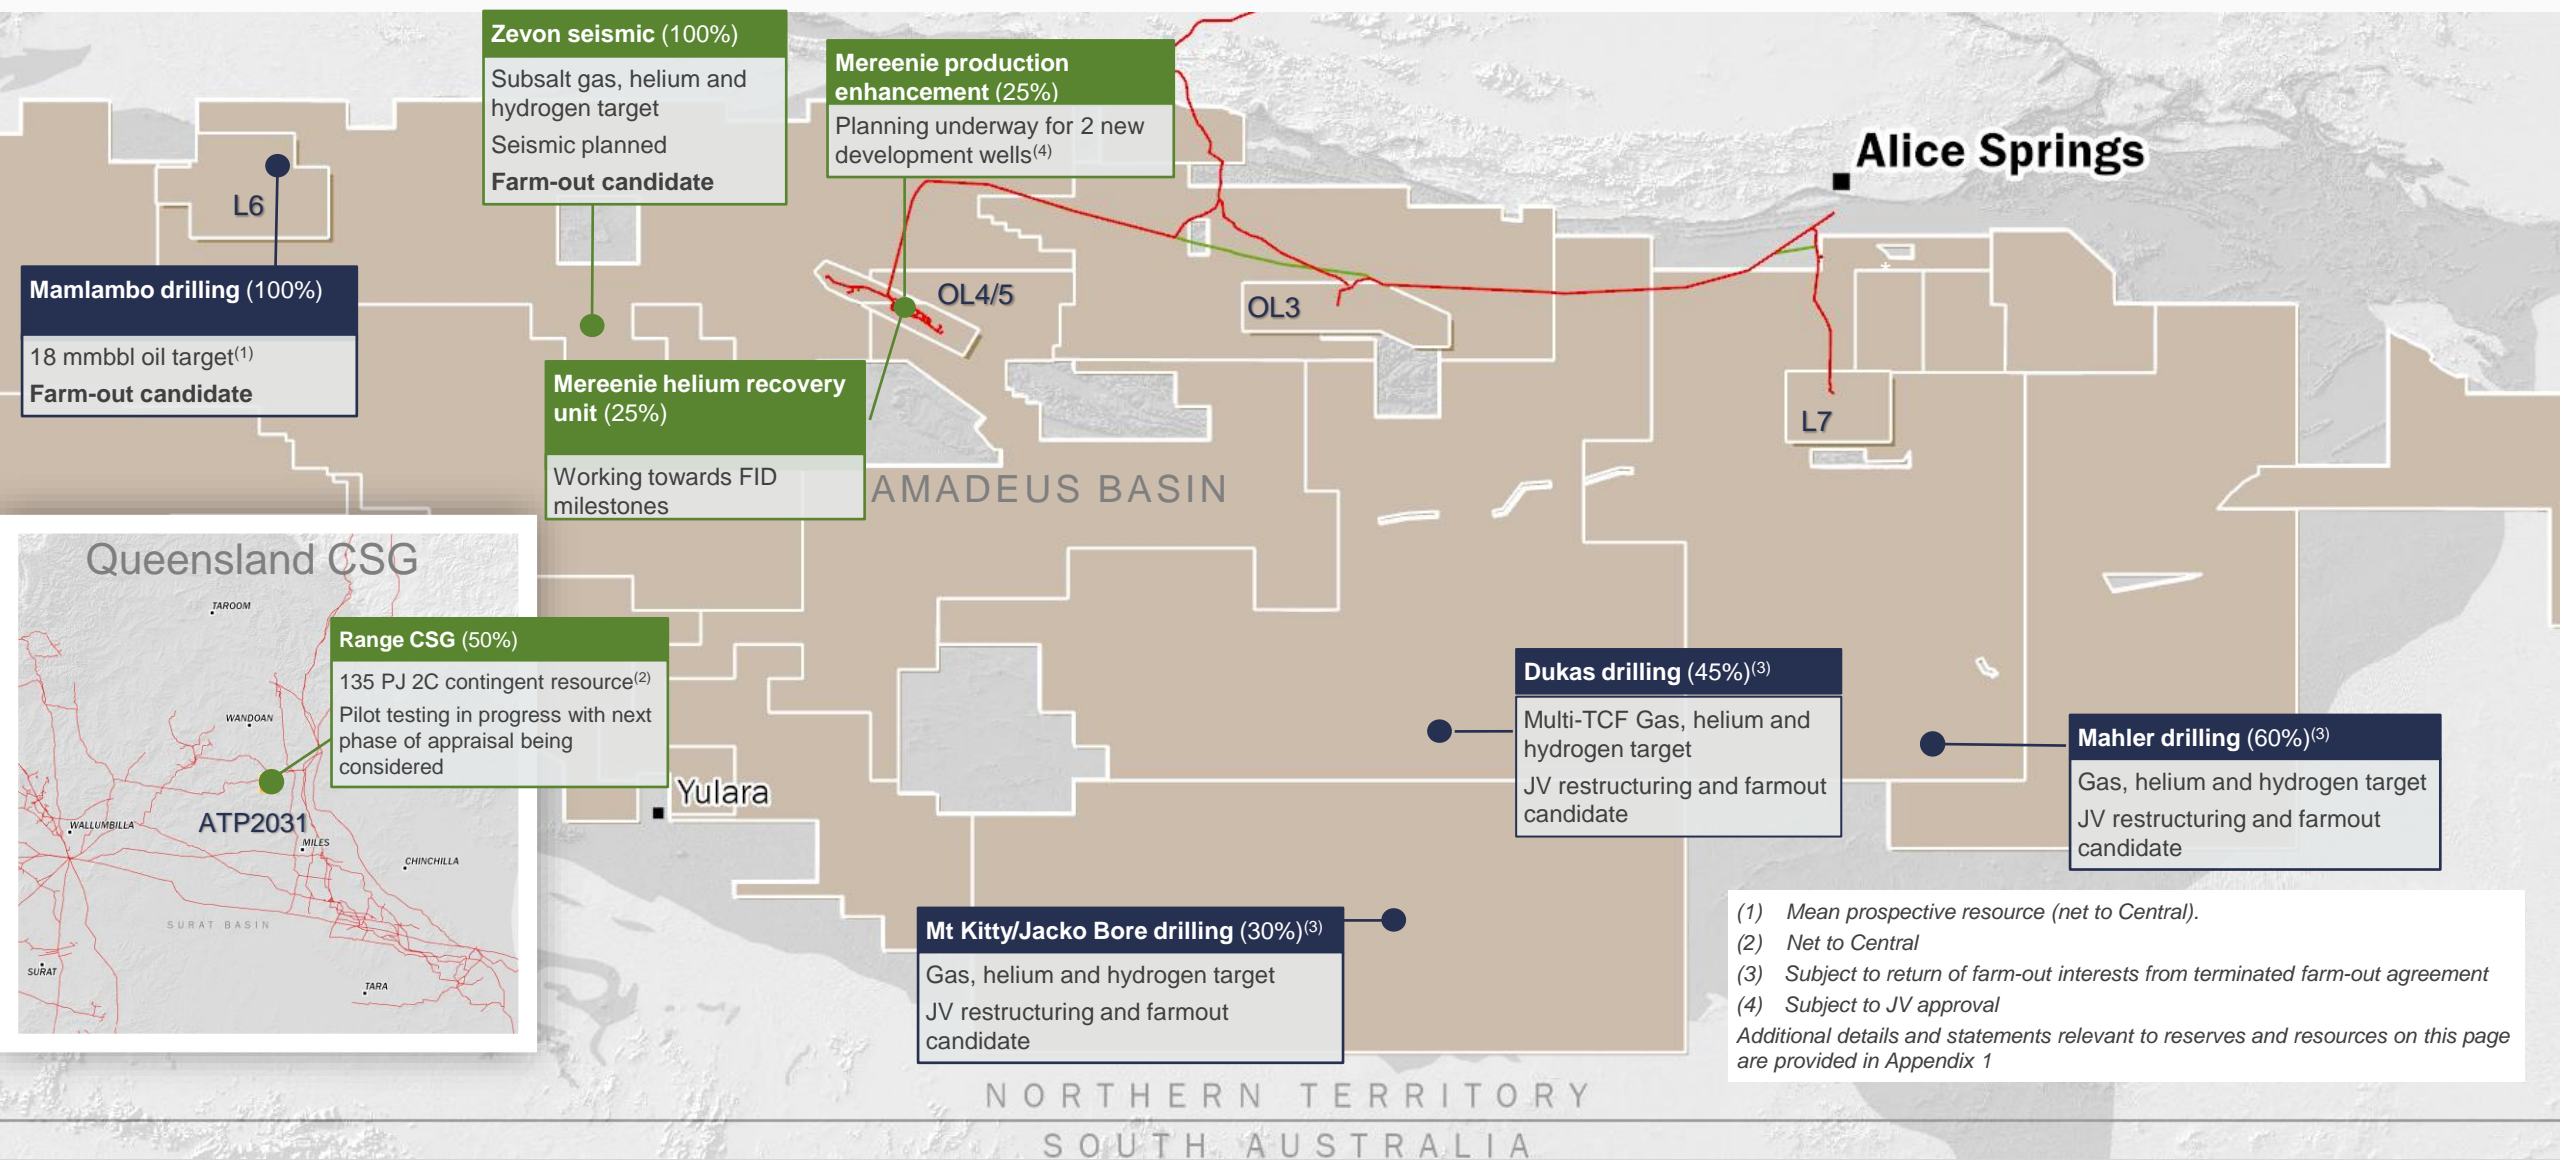 Zevon seismic (100%)
Subsalt gas, helium and
hydrogen target
Seismic planned
Farm-out candidate
Mereenie production
enhancement (25%)
Planning underway for 2 new
development wells(4)
Alice Springs
L6
Mamlambo drilling (100%)
18 mmbbl oil target(1)
Farm-out candidate
OL4/5
OL3
*
L7
Mereenie helium recovery
unit (25%)
Working towards FID
milestones
AMADEUS BASIN
Queensland CSG
TAROOM
WANDOAN
WALLUMBILLA
ATP2031
MILES
CHINCHILLA
SURAT BASIN
SURAT
TARA
Range CSG (50%)
135 PJ 2C contingent resource(2)
Pilot testing in progress with next
phase of appraisal being
considered
Yulara
Dukas drilling (45%)(3)
Multi-TCF Gas, helium and
hydrogen target
JV restructuring and farmout
candidate
Mahler drilling (60%)(3)
Gas, helium and hydrogen target
JV restructuring and farmout
candidate
Mt Kitty/Jacko Bore drilling (30%)(3)
Gas, helium and hydrogen target
JV restructuring and farmout
candidate
(1) Mean prospective resource (net to Central).
(2) Net to Central
(3) Subject to return of farm-out interests from terminated farm-out agreement
(4) Subject to JV approval
Additional details and statements relevant to reserves and resources on this page
are provided in Appendix 1
NORTHERN TERRITORY
SOUTH AUSTRALIA